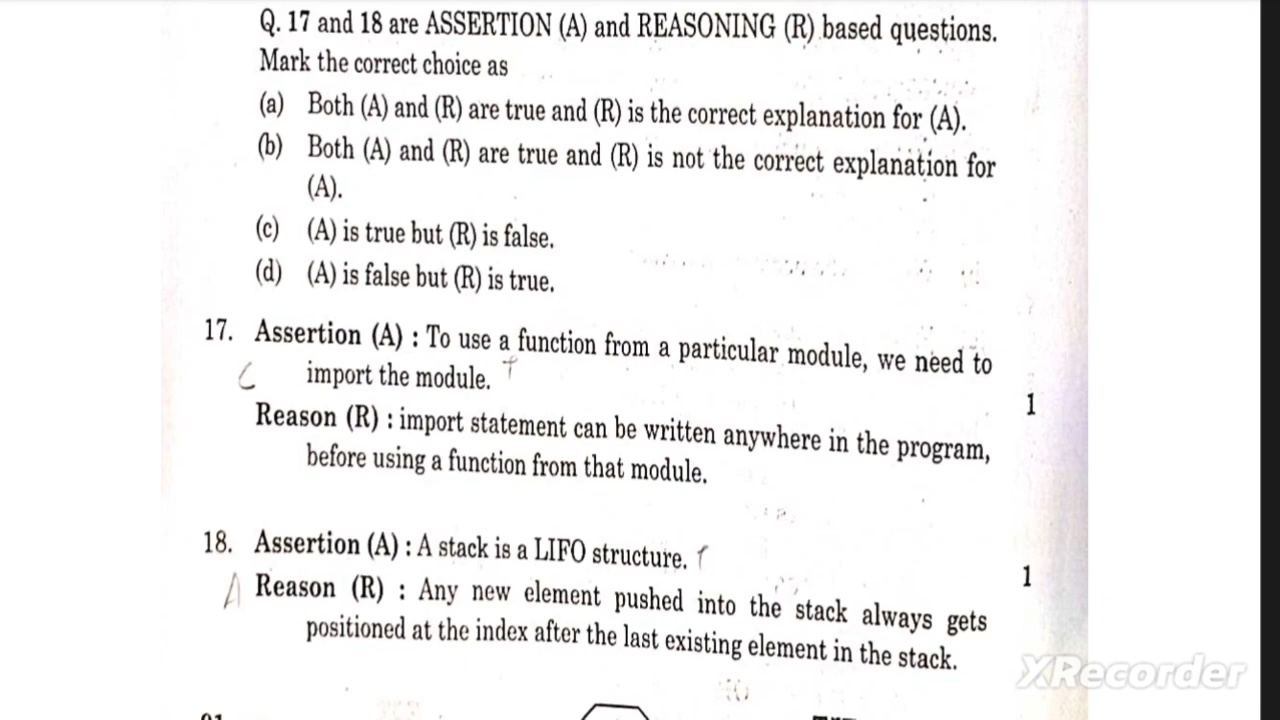 Q. 17 and 18 are ASSERTION (A) and REASONING (R) based questions.
Mark the correct choice as
(a) Both (A) and (R) are true and (R) is the correct explanation for (A).
(b) Both (A) and (R) are true and (R) is not the correct explanation for
(A).
(c) (A) is true but (R) is false.
(d) (A) is false but (R) is true.
17. Assertion (A) : To use a function from a particular module, we need to
import the module.
C
1
Reason (R) : import statement can be written anywhere in the program,
before using a function from that module.
18. Assertion (A) : A stack is a LIFO structure.
1
A Reason (R) : Any new element pushed into the stack always gets
positioned at the index after the last existing element in the stack.
XRecorder